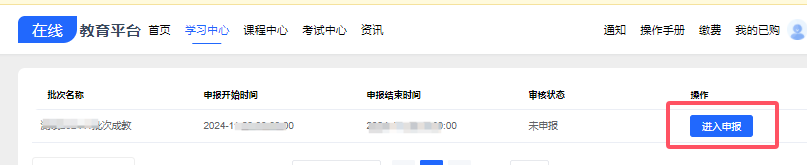 在线 教育平台 首页 学习中心 课程中心 考试中心 资讯 通知 操作手册 缴费 我的已购
批次名称 申报开始时间 申报结束时间 审核状态 操作
批次成教 2024-1 :00 :00 未申报 进入申报